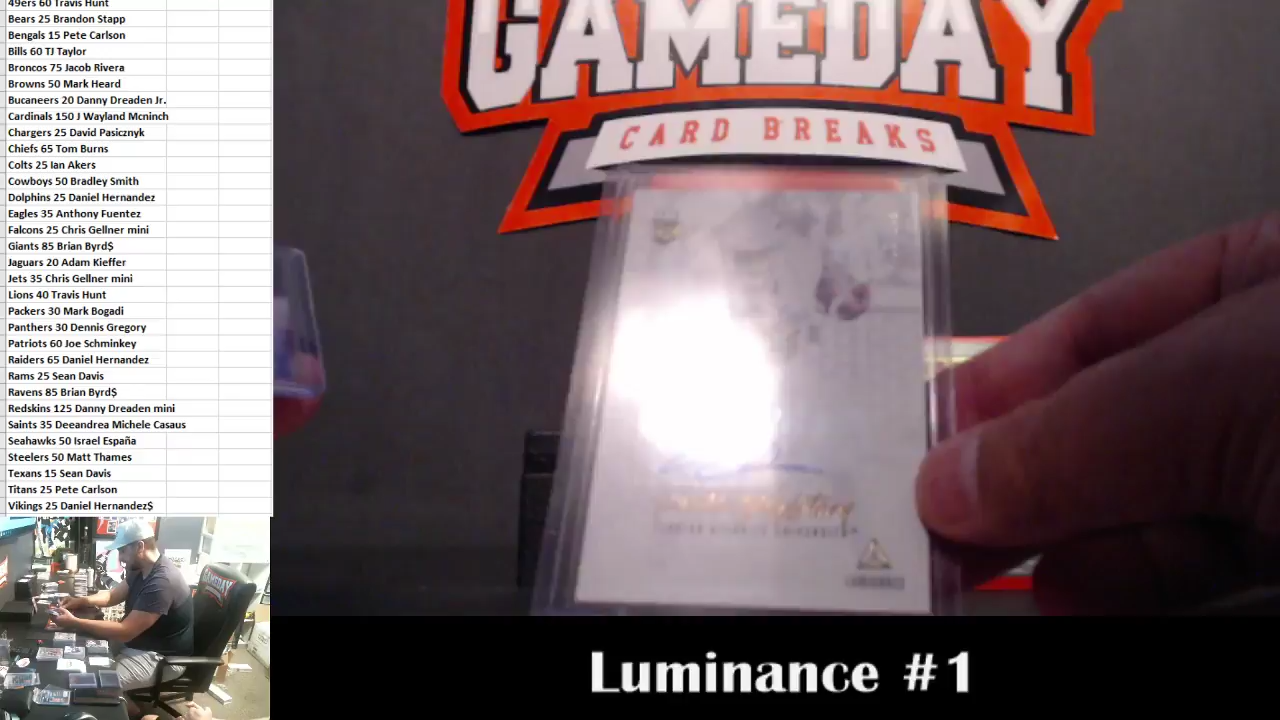 49ers 60 Travis Hunt
Bears 25 Brandon Stapp
Bengals 15 Pete Carlson
Bills 60 TJ Taylor
Broncos 75 Jacob Rivera
Browns 50 Mark Heard
Bucaneers 20 Danny Dreaden Jr.
Cardinals 150 J Wayland Mcninch
Chargers 25 David Pasicznyk
Chiefs 65 Tom Burns
Colts 25 Ian Akers
Cowboys 50 Bradley Smith
Dolphins 25 Daniel Hernandez
Eagles 35 Anthony Fuentez
Falcons 25 Chris Gellner mini
Giants 85 Brian Byrd$
Jaguars 20 Adam Kieffer
Jets 35 Chris Gellner mini
Lions 40 Travis Hunt
Packers 30 Mark Bogadi
Panthers 30 Dennis Gregory
Patriots 60 Joe Schminkey
Raiders 65 Daniel Hernandez
Rams 25 Sean Davis
Ravens 85 Brian Byrd$
Redskins 125 Danny Dreaden mini
Saints 35 Deeandrea Michele Casaus
Seahawks 50 Israel España
Steelers 50 Matt Thames
Texans 15 Sean Davis
Titans 25 Pete Carlson
Vikings 25 Daniel Hernandez$
GAMEDAY
CARD BREAKS
LUMINANCE
GAMEDAY
Luminance #1